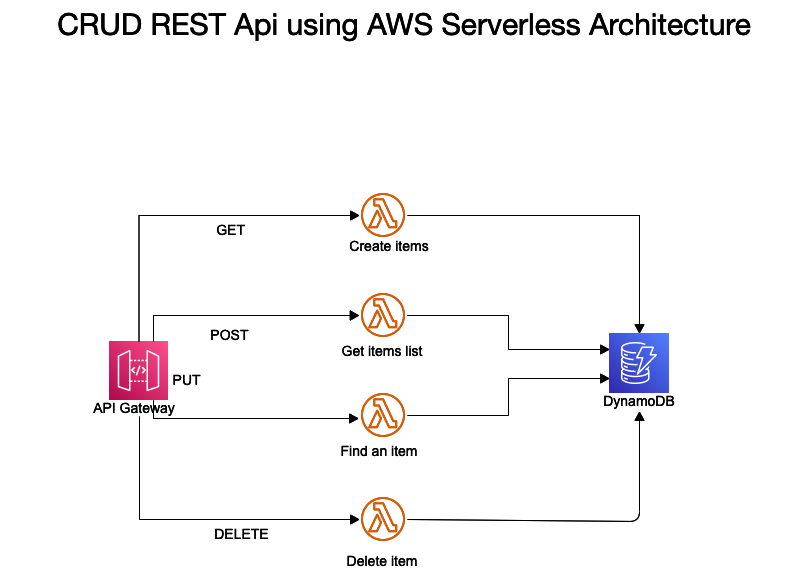 CRUD REST Api using AWS Serverless Architecture
GET
Create items
POST
Get items list
</>
PUT
API Gateway
DynamoDB
Find an item
DELETE
Delete item